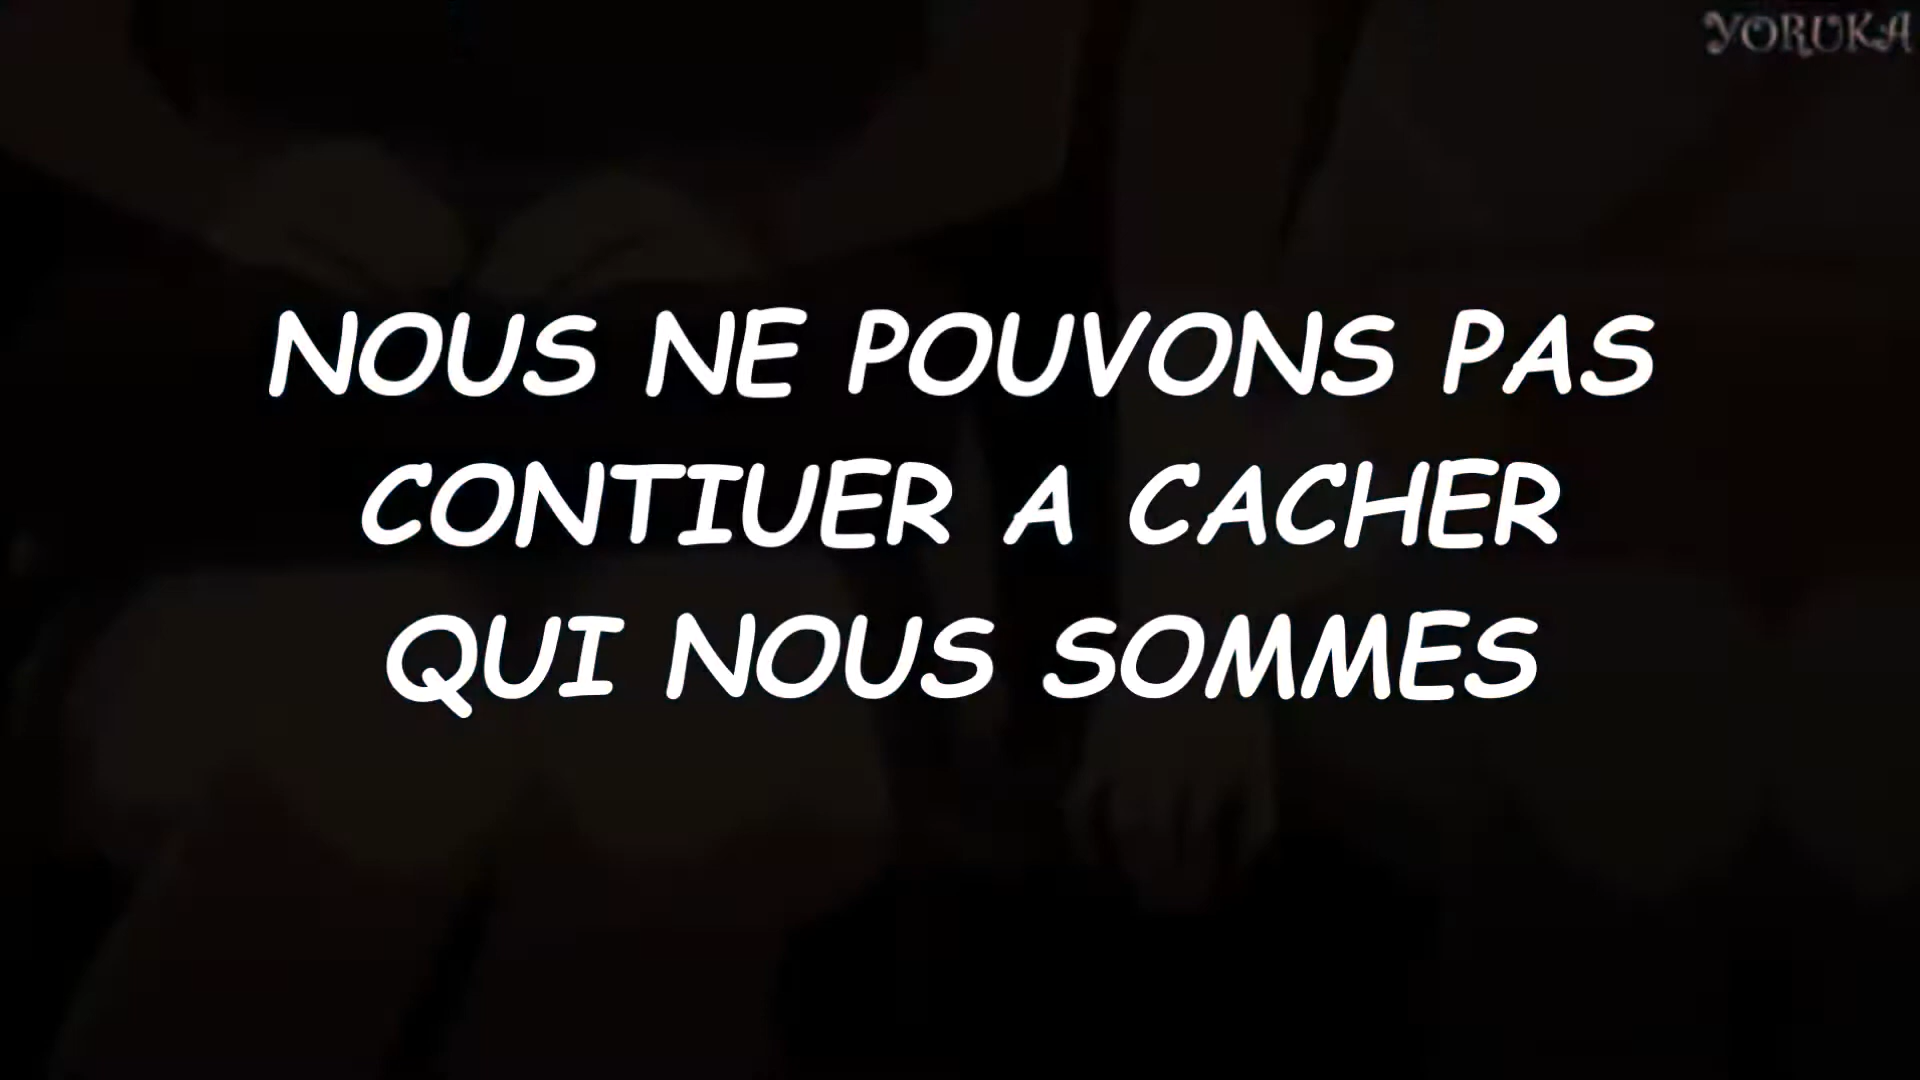 YORUKA
NOUS NE POUVONS PAS
CONTIUER A CACHER
QUI NOUS SOMMES